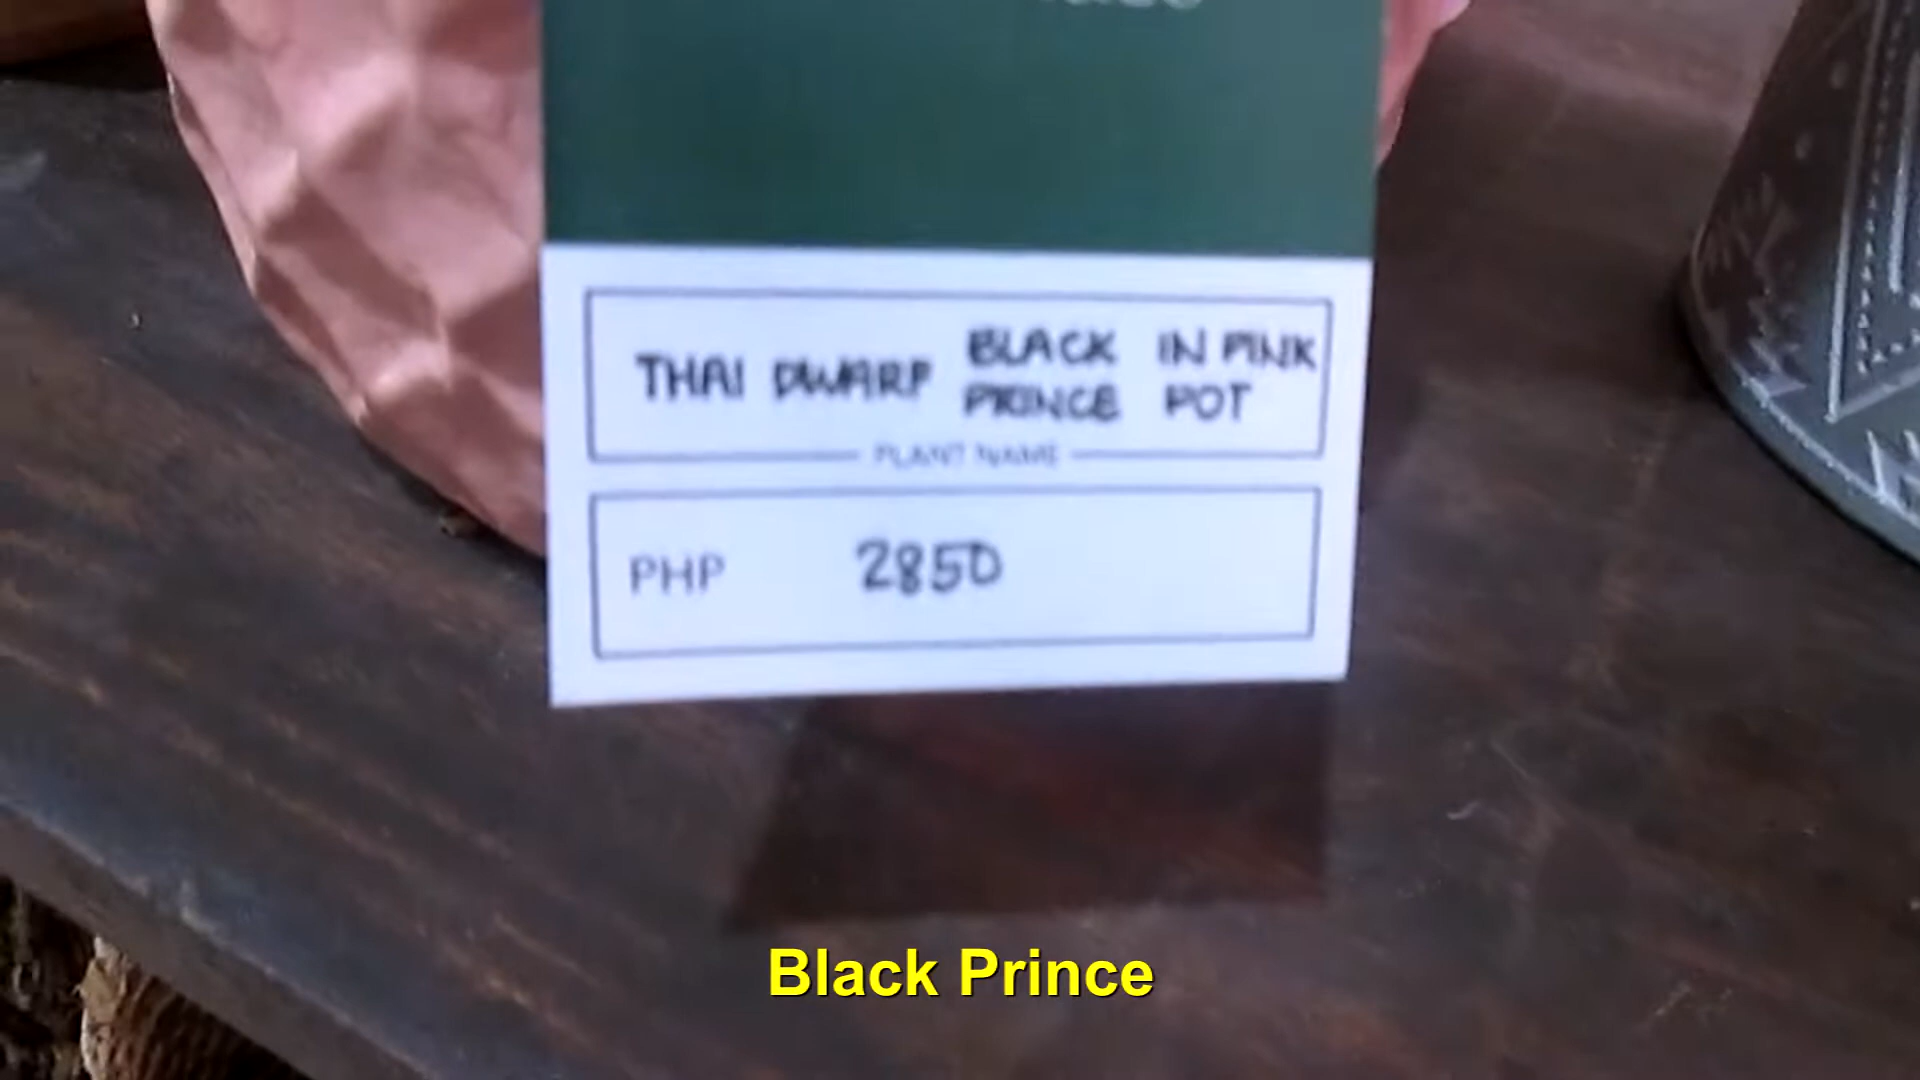 THAI DWARF BLACK PRINCE IN PINK POT
PLANT NAME
PHP 2850
Black Prince